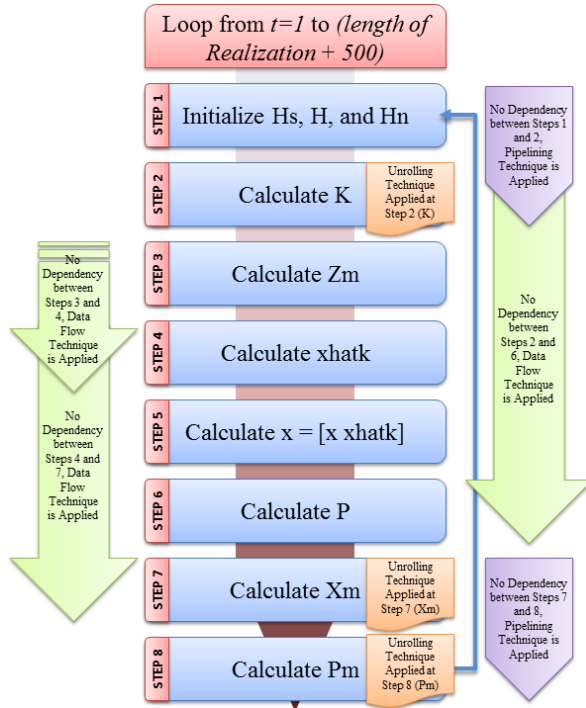 Loop from t=1 to (length of
Realization + 500)
STEP 1
Initialize Hs, H, and Hn
No Dependency
between Steps 1
and 2,
Pipelining
Technique is
Applied
STEP 2
Calculate K
Unrolling
Technique
Applied at
Step 2 (K)
STEP 3
Calculate Zm
No
Dependency
between
Steps 3 and
4, Data
Flow
Technique
is Applied
STEP 4
Calculate xhatk
No
Dependency
between
Steps 2 and
6, Data Flow
Technique is
Applied
STEP 5
Calculate x = [x xhatk]
No
Dependency
between
Steps 4 and
7, Data
Flow
Technique is
Applied
STEP 6
Calculate P
STEP 7
Calculate Xm
Unrolling
Technique
Applied at
Step 7 (Xm)
No Dependency
between Steps 7
and 8,
Pipelining
Technique is
Applied
STEP 8
Calculate Pm
Unrolling
Technique
Applied at
Step 8 (Pm)